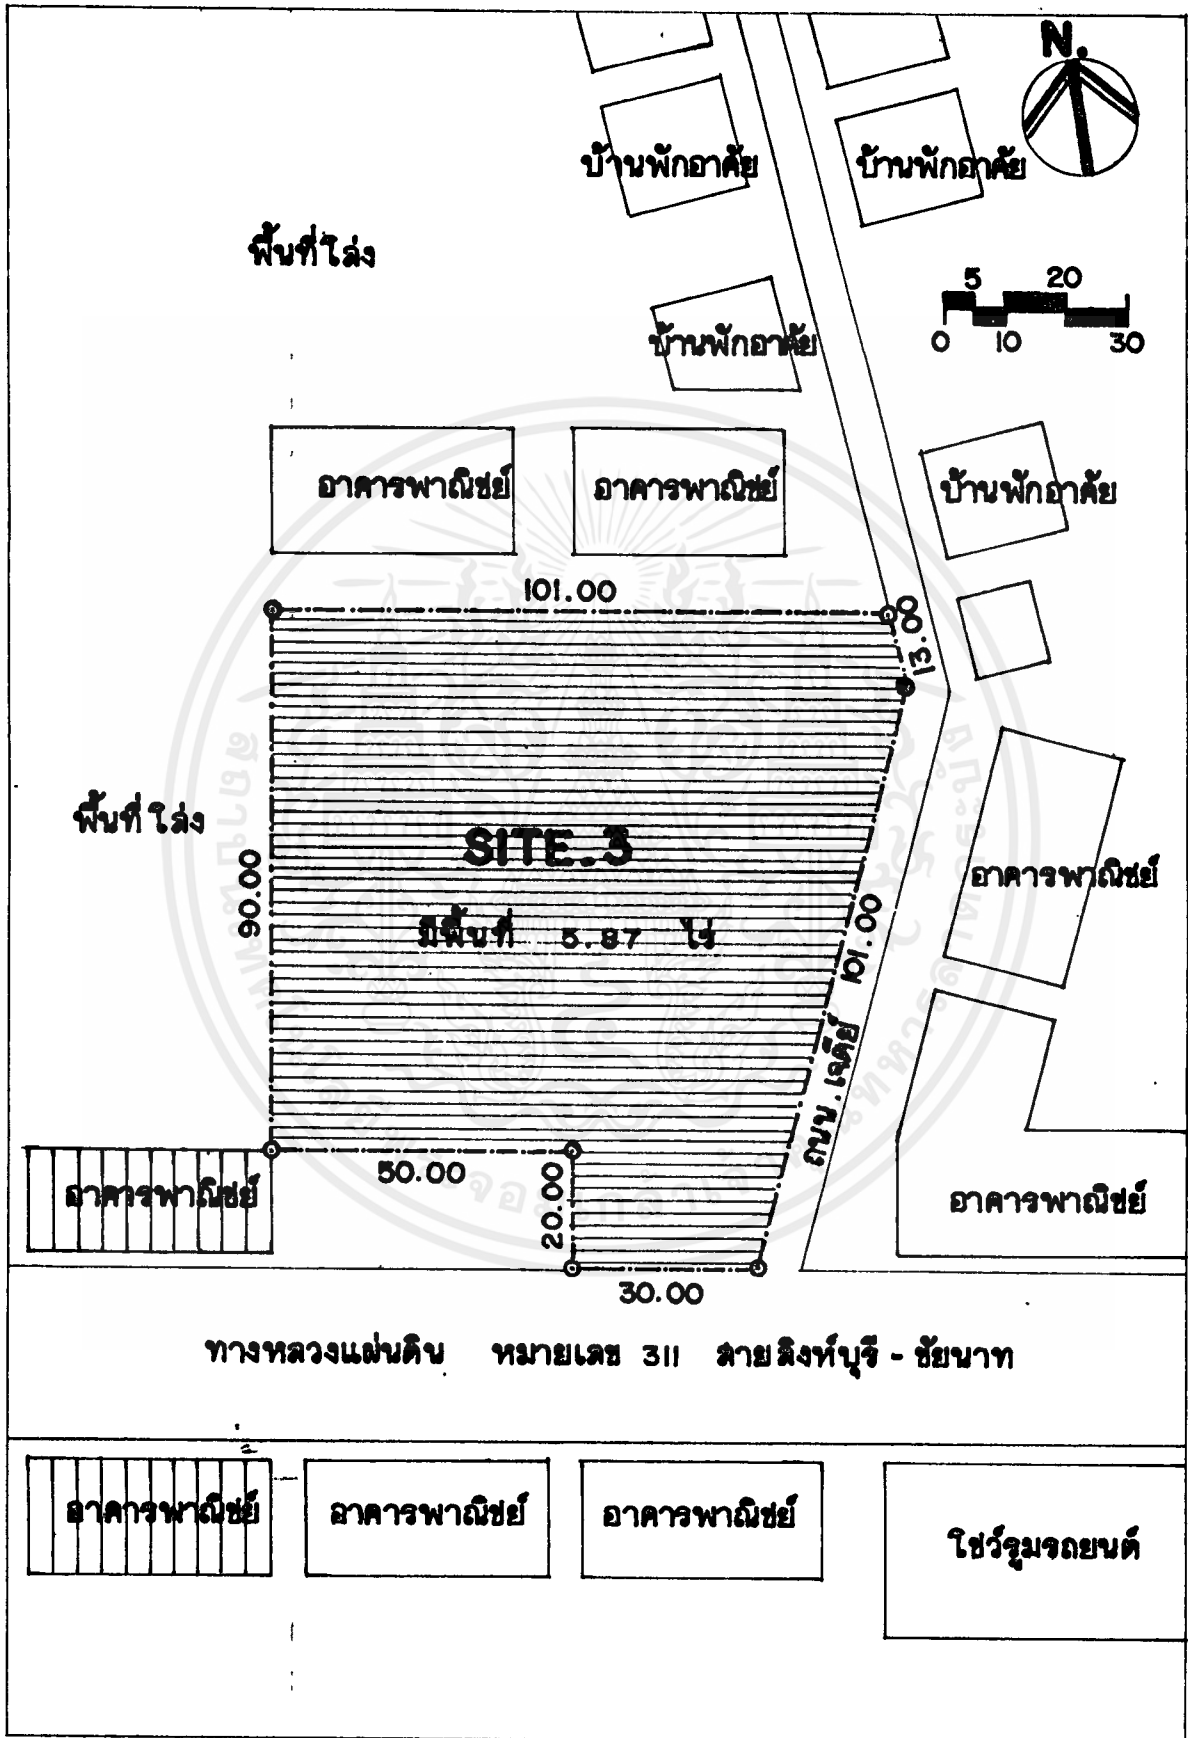 N.
บ้านพักอาศัย
บ้านพักอาศัย
พื้นที่โล่ง
5 20
0 10 30
บ้านพักอาศัย
อาคารพาณิชย์
อาคารพาณิชย์
บ้านพักอาศัย
101.00
13.00
พื้นที่โล่ง
90.00
SITE.3
มีพื้นที่ 5.97 ไร่
101.00
อาคารพาณิชย์
ถนน.เจดีย์
50.00
20.00
อาคารพาณิชย์
อาคารพาณิชย์
30.00
ทางหลวงแผ่นดิน หมายเลข 311 สายสิงห์บุรี - ชัยนาท
อาคารพาณิชย์
อาคารพาณิชย์
อาคารพาณิชย์
โชว์รูมรถยนต์